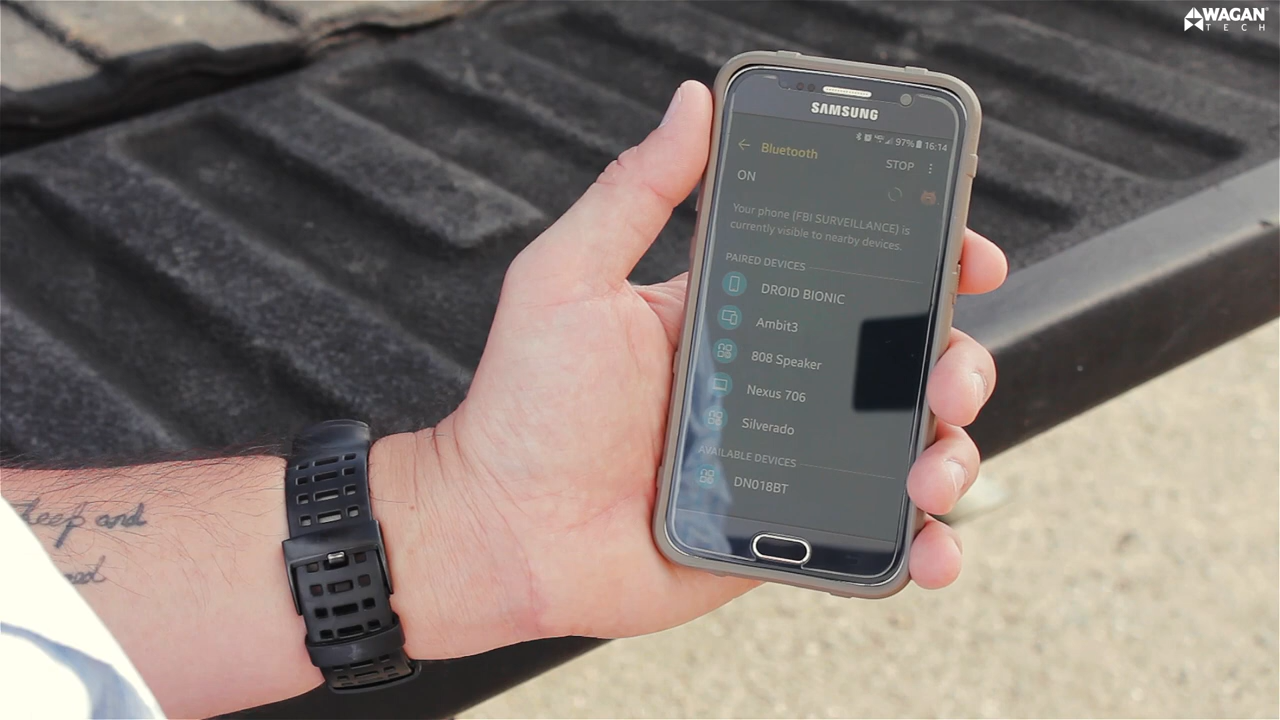 WAGAN
TECH
SAMSUNG
97% 16:14
Bluetooth
STOP
ON
Your phone (FBI SURVEILLANCE) is
currently visible to nearby devices.
PAIRED DEVICES
DROID BIONIC
Ambit3
808 Speaker
Nexus 706
Silverado
AVAILABLE DEVICES
DN018BT
and